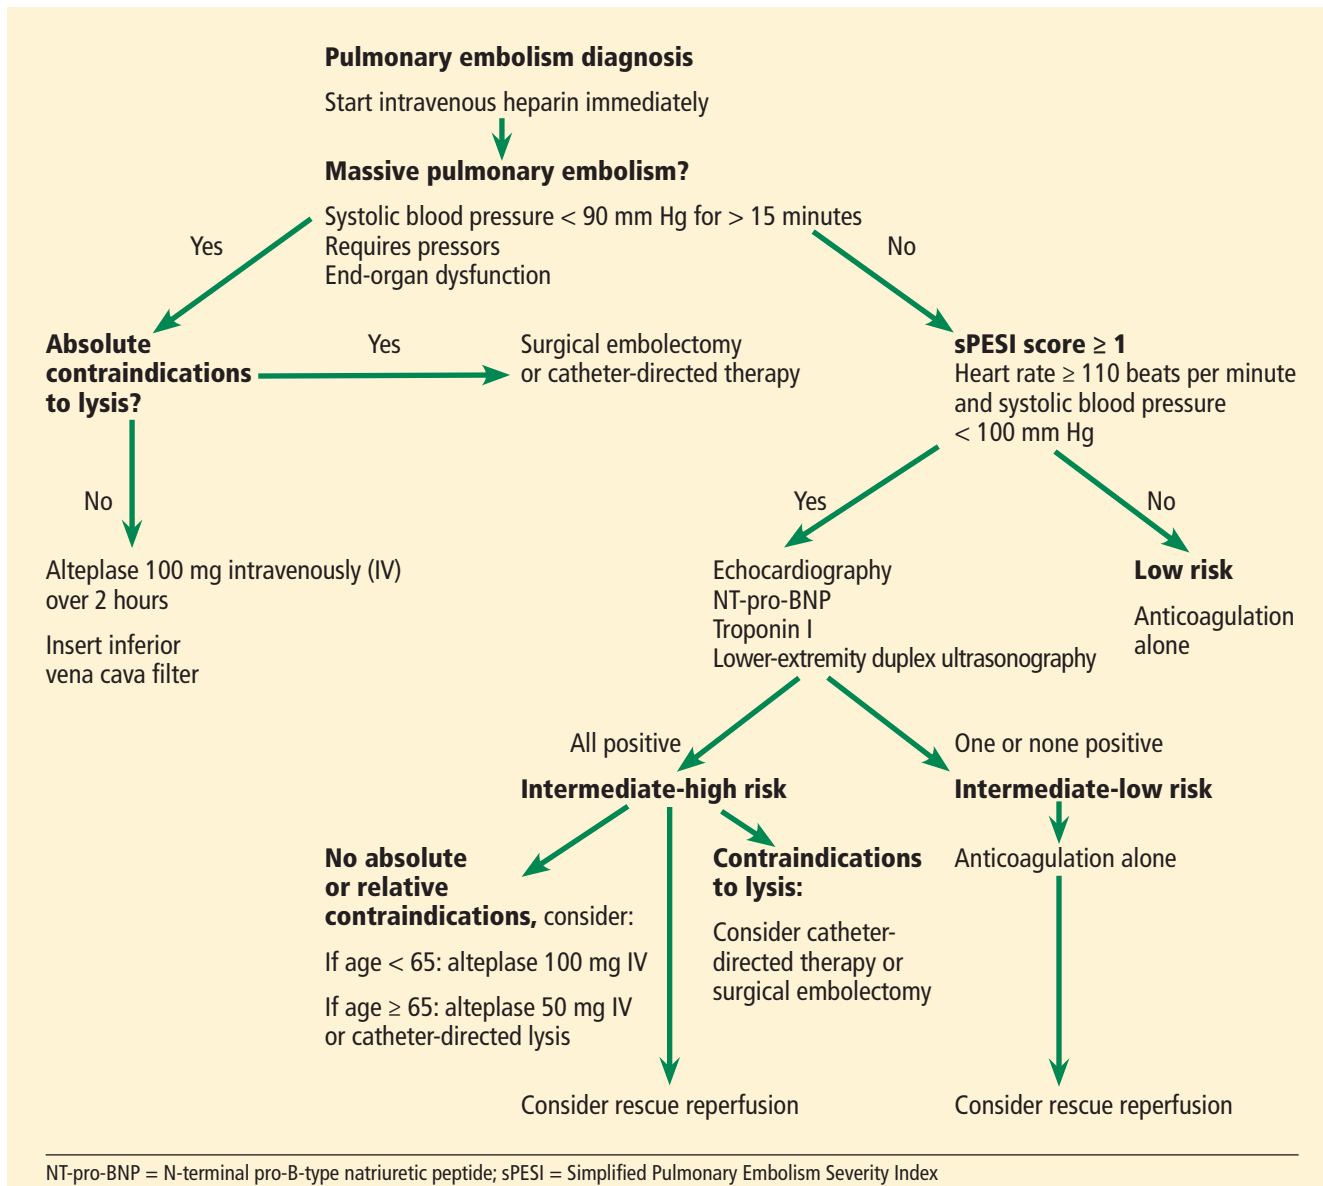 Pulmonary embolism diagnosis
Start intravenous heparin immediately
Massive pulmonary embolism?
Systolic blood pressure < 90 mm Hg for > 15 minutes
Requires pressors
End-organ dysfunction
Yes
No
Absolute
contraindications
to lysis?
Yes
Surgical embolectomy
or catheter-directed therapy
sPESI score ≥ 1
Heart rate ≥ 110 beats per minute
and systolic blood pressure
< 100 mm Hg
No
Yes
No
Alteplase 100 mg intravenously (IV)
over 2 hours
Insert inferior
vena cava filter
Echocardiography
NT-pro-BNP
Troponin I
Lower-extremity duplex ultrasonography
Low risk
Anticoagulation
alone
All positive
One or none positive
Intermediate-high risk
Intermediate-low risk
No absolute
or relative
contraindications, consider:
If age < 65: alteplase 100 mg IV
If age ≥ 65: alteplase 50 mg IV
or catheter-directed lysis
Contraindications
to lysis:
Consider catheter-
directed therapy or
surgical embolectomy
Anticoagulation alone
Consider rescue reperfusion
Consider rescue reperfusion
NT-pro-BNP = N-terminal pro-B-type natriuretic peptide; sPESI = Simplified Pulmonary Embolism Severity Index